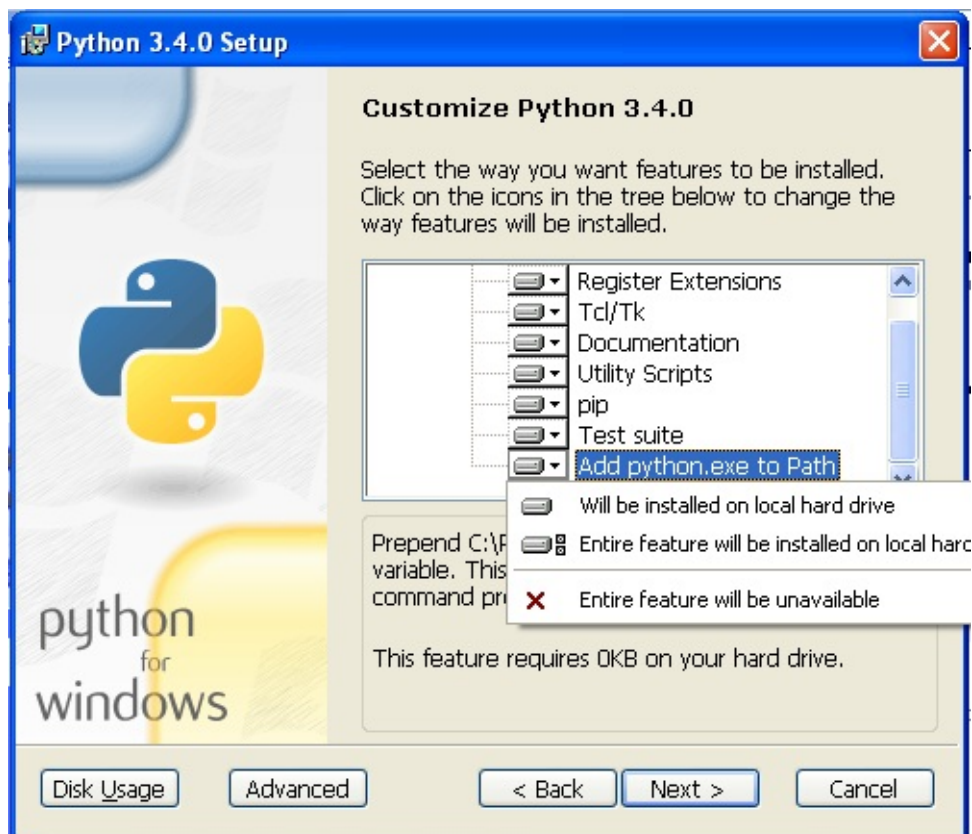 Python 3.4.0 Setup
Customize Python 3.4.0
Select the way you want features to be installed.
Click on the icons in the tree below to change the
way features will be installed.
Register Extensions
Tcl/Tk
Documentation
Utility Scripts
pip
Test suite
Add python.exe to Path
Will be installed on local hard drive
Entire feature will be installed on local hard
Entire feature will be unavailable
Prepend C:\
variable. This
command
This feature requires 0KB on your hard drive.
python
for
windows
Disk Usage
Advanced
< Back
Next >
Cancel